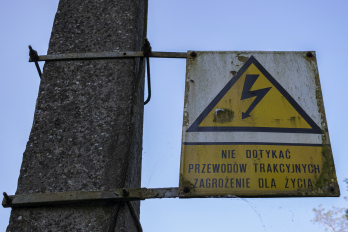 NIE DOTYKAĆ
PRZEWODÓW TRAKCYJNYCH
ZAGROŻENIE DLA ŻYCIA